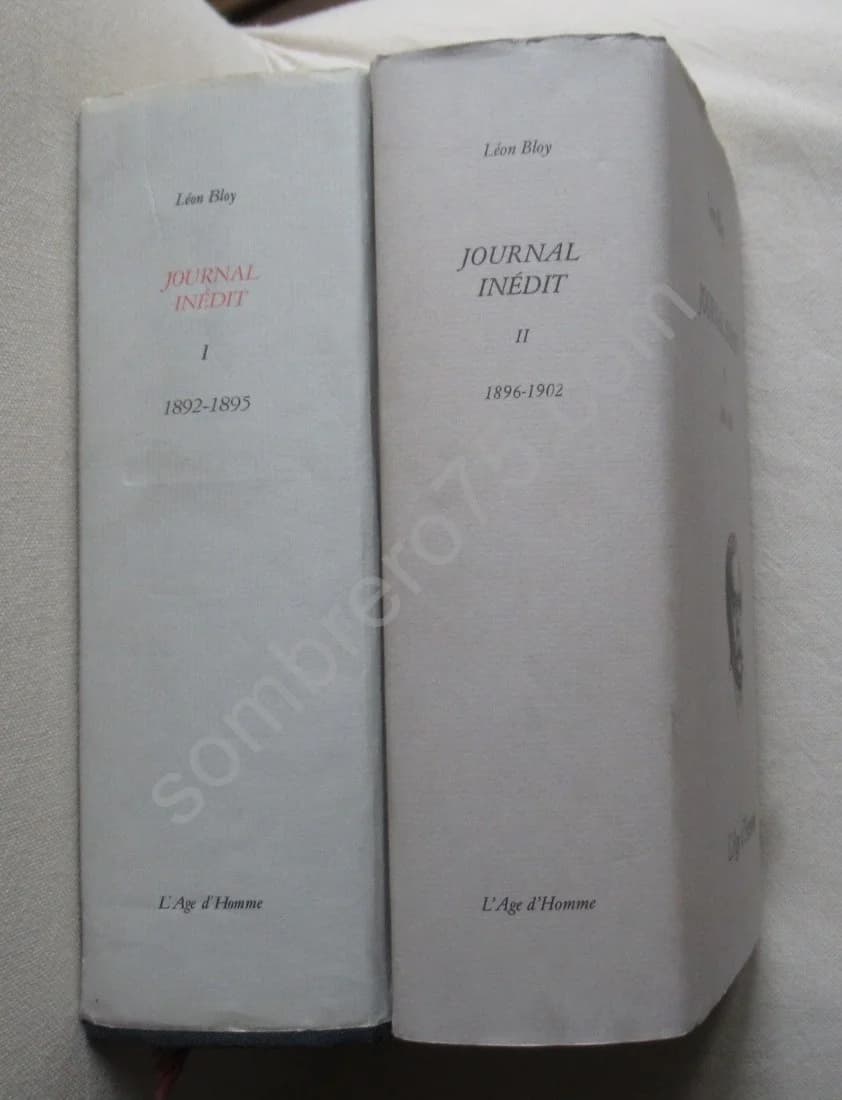 Léon Bloy
JOURNAL
INÉDIT
I
1892-1895
L'Age d'Homme
Léon Bloy
JOURNAL
INÉDIT
II
1896-1902
L'Age d'Homme
sombrero75.com